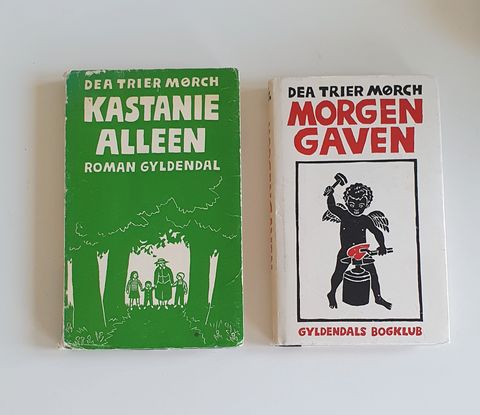 DEA TRIER MØRCH
KASTANIE
ALLEEN
ROMAN GYLDENDAL
DEA TRIER MØRCH
MORGEN
GAVEN
GYLDENDALS BOGKLUB